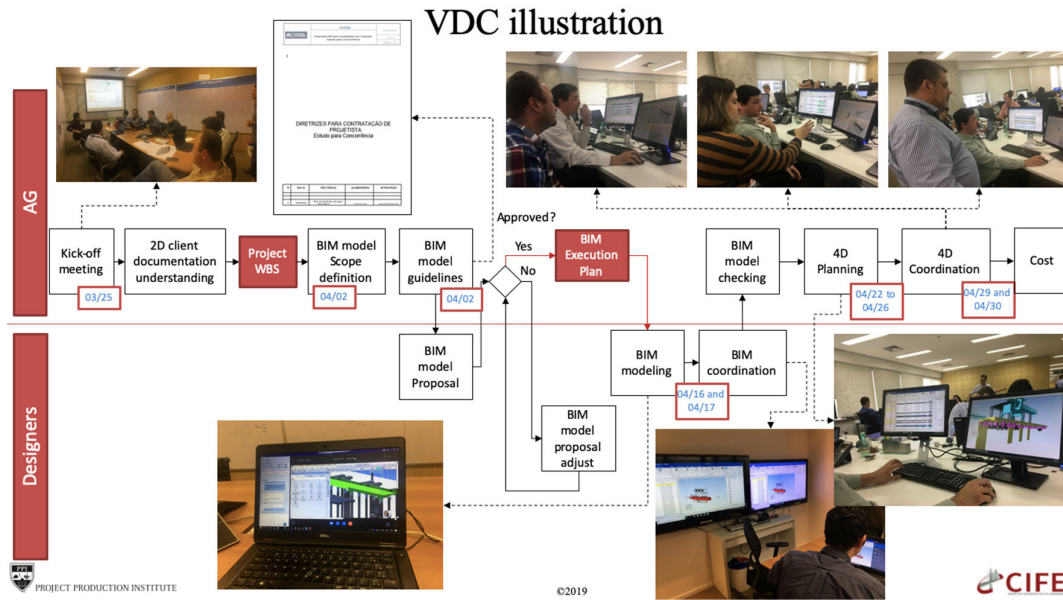 VDC illustration
DIRETRIZES PARA CONTRATAÇÃO DE
PROJETISTA
Estudo para Concorrência
AG
Kick-off
meeting
03/25
2D client
documentation
understanding
Project
WBS
BIM model
Scope
definition
04/02
BIM
model
guidelines
04/02
Approved?
Yes
No
BIM
Execution
Plan
BIM
model
checking
4D
Planning
04/22 to
04/26
4D
Coordination
04/29 and
04/30
Cost
Designers
BIM
model
Proposal
BIM
model
proposal
adjust
BIM
modeling
BIM
coordination
04/16 and
04/17
DELL
PPI
PROJECT PRODUCTION INSTITUTE
©2019
CIFE